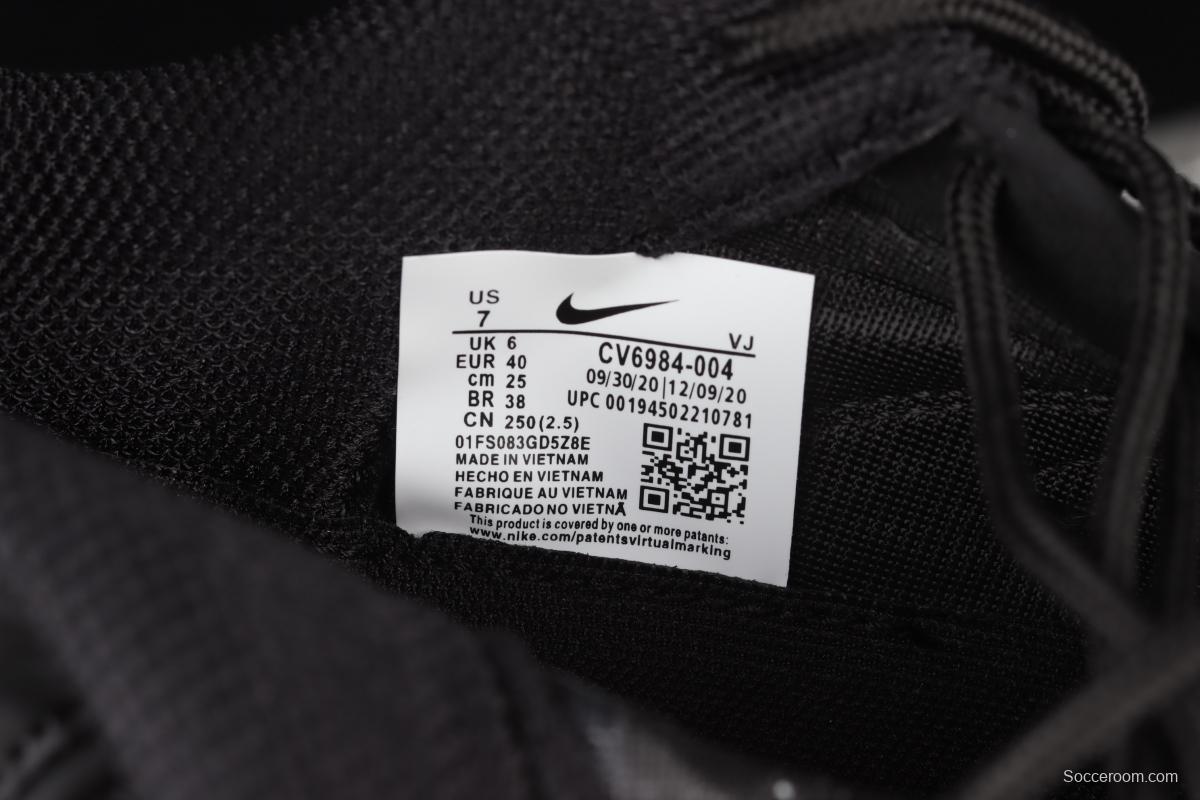 US
7
VJ
UK 6
EUR 40
cm 25
BR 38
CN 250(2.5)
CV6984-004
09/30/20|12/09/20
UPC 00194502210781
01FS083GD5Z8E
MADE IN VIETNAM
HECHO EN VIETNAM
FABRIQUE AU VIETNAM
FABRICADO NO VIETNÃ
This product is covered by one or more patents:
www.nike.com/patentsvirtualmarking
Socceroom.com